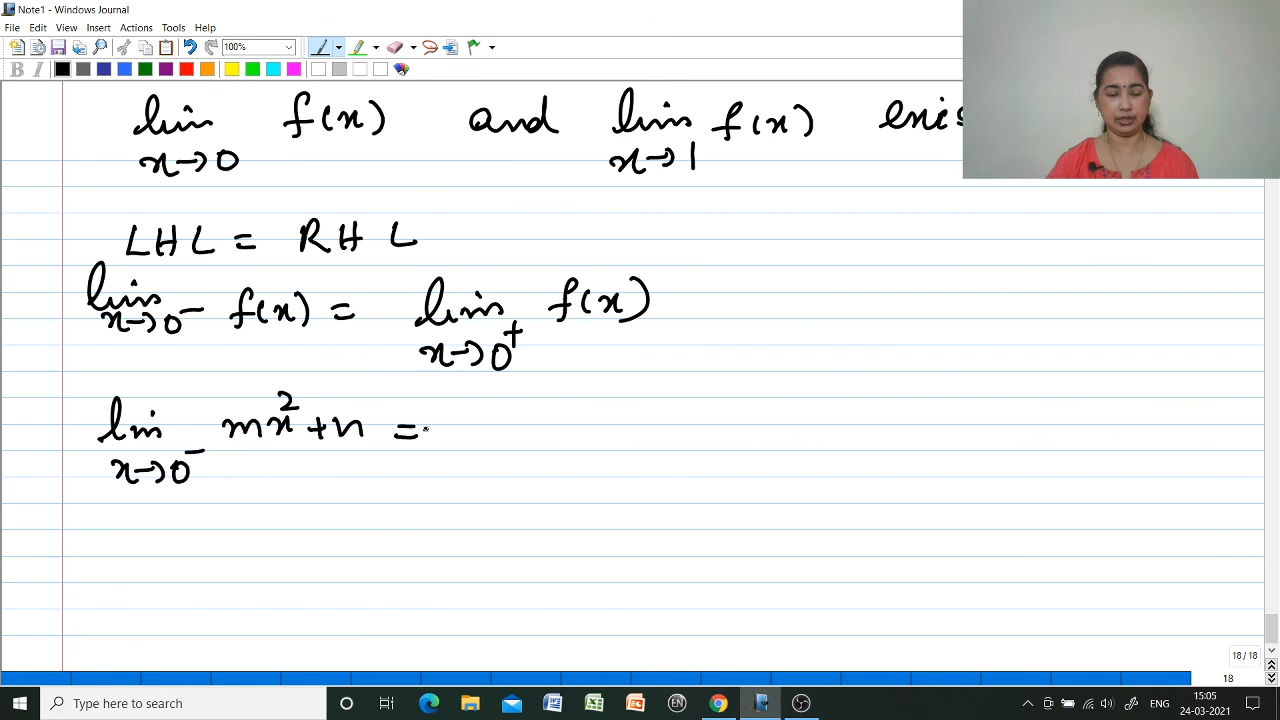 Note1 - Windows Journal
File Edit View Insert Actions Tools Help
100%
B I
lim f(x) and lim f(x) exis
x→0 x→1
LHL = RHL
lim f(x) = lim f(x)
x→0⁻ x→0⁺
lim mx²+n =
x→0⁻
18 / 18
18
Type here to search
EN
ENG
15:05
24-03-2021